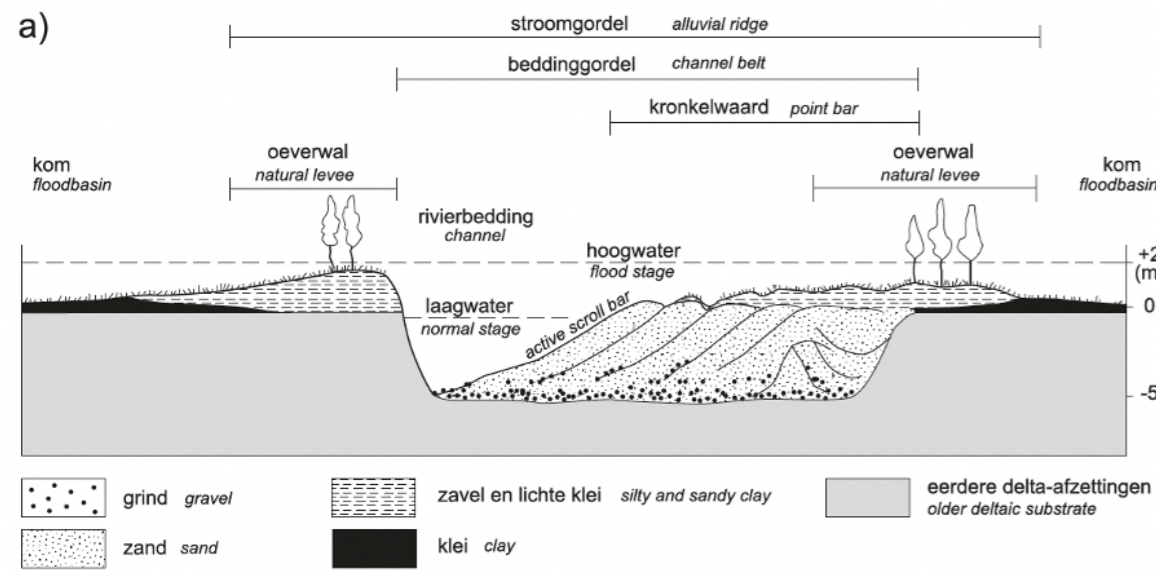 a)
stroomgordel alluvial ridge
beddinggordel channel belt
kronkelwaard point bar
kom
floodbasin
oeverwal
natural levee
oeverwal
natural levee
kom
floodbasin
rivierbedding
channel
hoogwater
flood stage
+2
(m
laagwater
normal stage
active scroll bar
0
-5
grind gravel
zavel en lichte klei silty and sandy clay
eerdere delta-afzettingen
older deltaic substrate
zand sand
klei clay